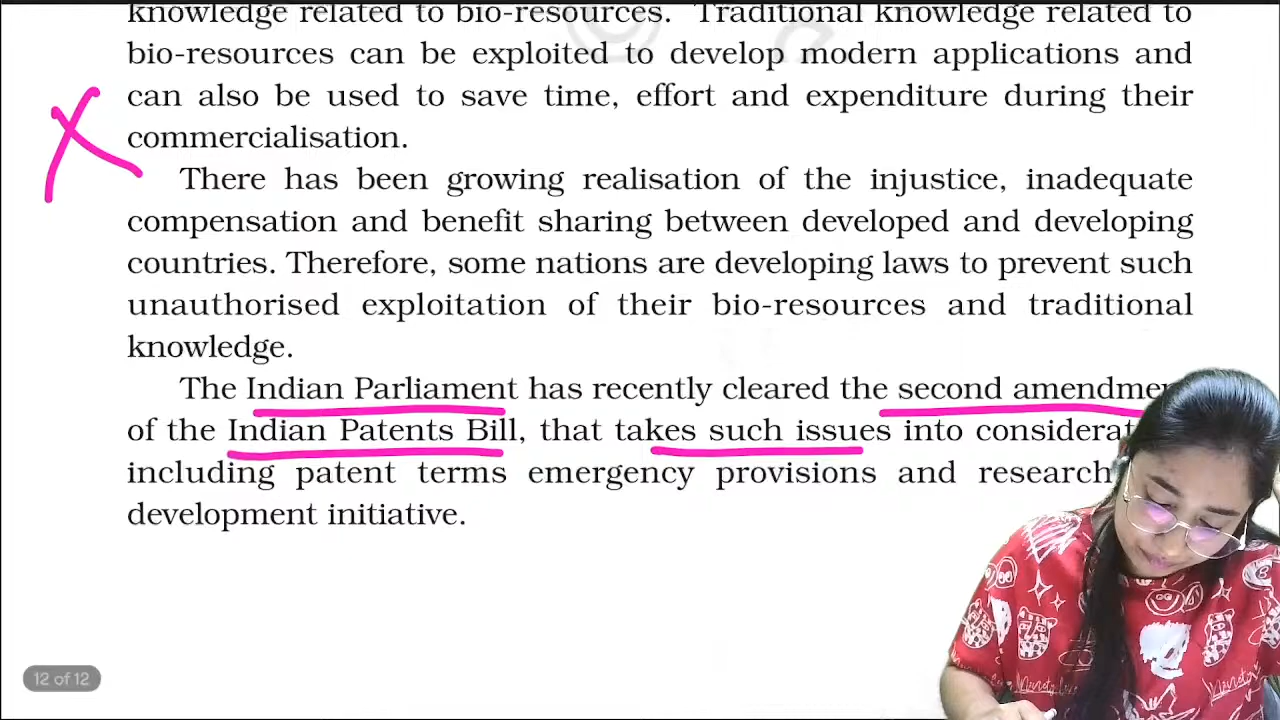 knowledge related to bio-resources. Traditional knowledge related to
bio-resources can be exploited to develop modern applications and
can also be used to save time, effort and expenditure during their
commercialisation.
There has been growing realisation of the injustice, inadequate
compensation and benefit sharing between developed and developing
countries. Therefore, some nations are developing laws to prevent such
unauthorised exploitation of their bio-resources and traditional
knowledge.
The Indian Parliament has recently cleared the second amendmen
of the Indian Patents Bill, that takes such issues into considerat
including patent terms emergency provisions and research
development initiative.
12 of 12